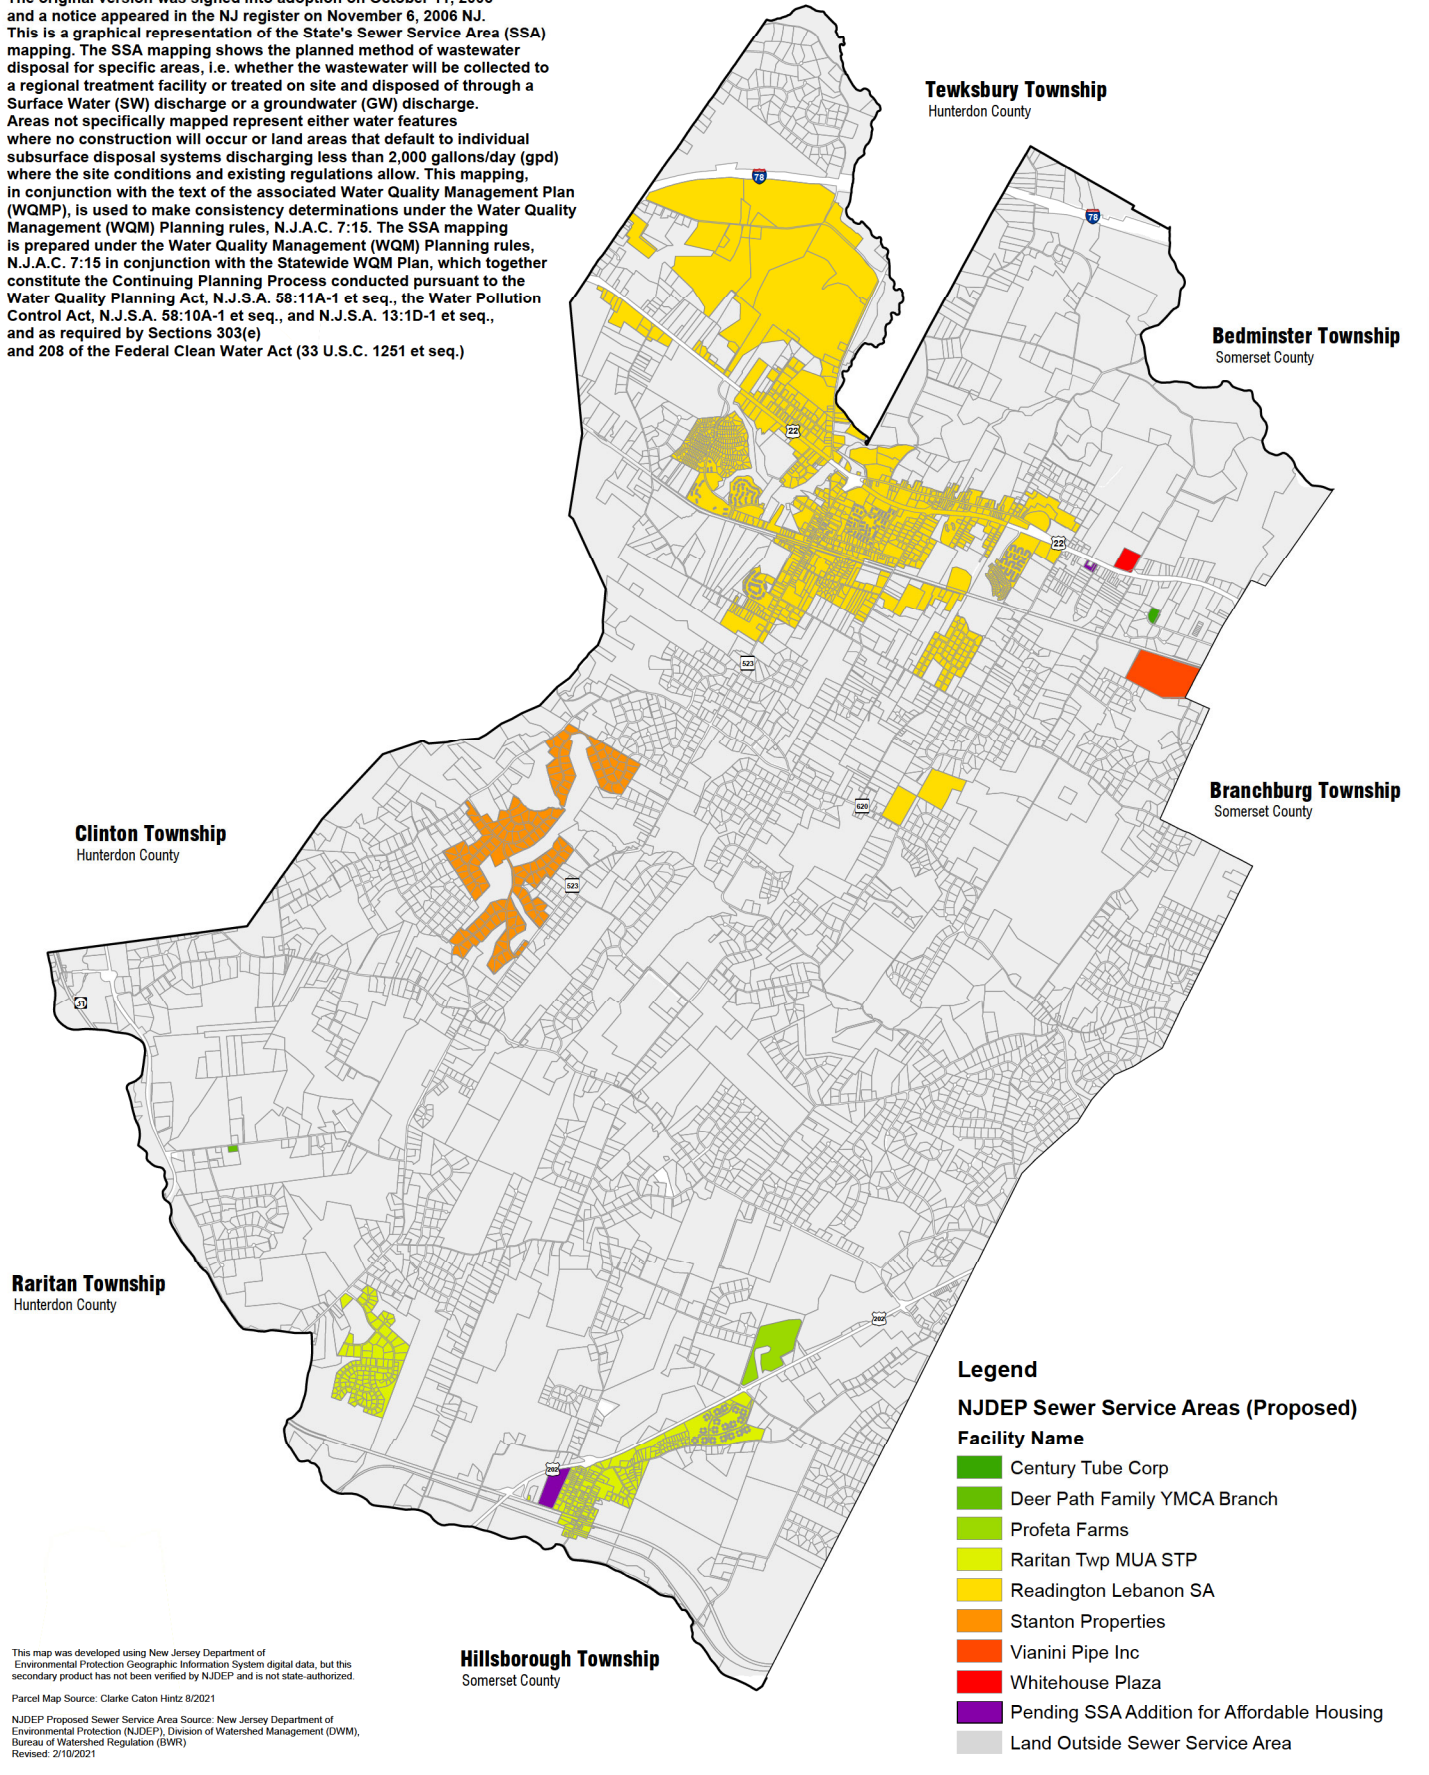 The original version was signed into adoption on October 11, 2006
and a notice appeared in the NJ register on November 6, 2006 NJ.
This is a graphical representation of the State's Sewer Service Area (SSA)
mapping. The SSA mapping shows the planned method of wastewater
disposal for specific areas, i.e. whether the wastewater will be collected to
a regional treatment facility or treated on site and disposed of through a
Surface Water (SW) discharge or a groundwater (GW) discharge.
Areas not specifically mapped represent either water features
where no construction will occur or land areas that default to individual
subsurface disposal systems discharging less than 2,000 gallons/day (gpd)
where the site conditions and existing regulations allow. This mapping,
in conjunction with the text of the associated Water Quality Management Plan
(WQMP), is used to make consistency determinations under the Water Quality
Management (WQM) Planning rules, N.J.A.C. 7:15. The SSA mapping
is prepared under the Water Quality Management (WQM) Planning rules,
N.J.A.C. 7:15 in conjunction with the Statewide WQM Plan, which together
constitute the Continuing Planning Process conducted pursuant to the
Water Quality Planning Act, N.J.S.A. 58:11A-1 et seq., the Water Pollution
Control Act, N.J.S.A. 58:10A-1 et seq., and N.J.S.A. 13:1D-1 et seq.,
and as required by Sections 303(e)
and 208 of the Federal Clean Water Act (33 U.S.C. 1251 et seq.)
Tewksbury Township
Hunterdon County
78
78
Bedminster Township
Somerset County
22
22
523
Branchburg Township
Somerset County
620
Clinton Township
Hunterdon County
523
31
Raritan Township
Hunterdon County
202
202
Hillsborough Township
Somerset County
Legend
NJDEP Sewer Service Areas (Proposed)
Facility Name
Century Tube Corp
Deer Path Family YMCA Branch
Profeta Farms
Raritan Twp MUA STP
Readington Lebanon SA
Stanton Properties
Vianini Pipe Inc
Whitehouse Plaza
Pending SSA Addition for Affordable Housing
Land Outside Sewer Service Area
This map was developed using New Jersey Department of
Environmental Protection Geographic Information System digital data, but this
secondary product has not been verified by NJDEP and is not state-authorized.
Parcel Map Source: Clarke Caton Hintz 8/2021
NJDEP Proposed Sewer Service Area Source: New Jersey Department of
Environmental Protection (NJDEP), Division of Watershed Management (DWM),
Bureau of Watershed Regulation (BWR)
Revised: 2/10/2021